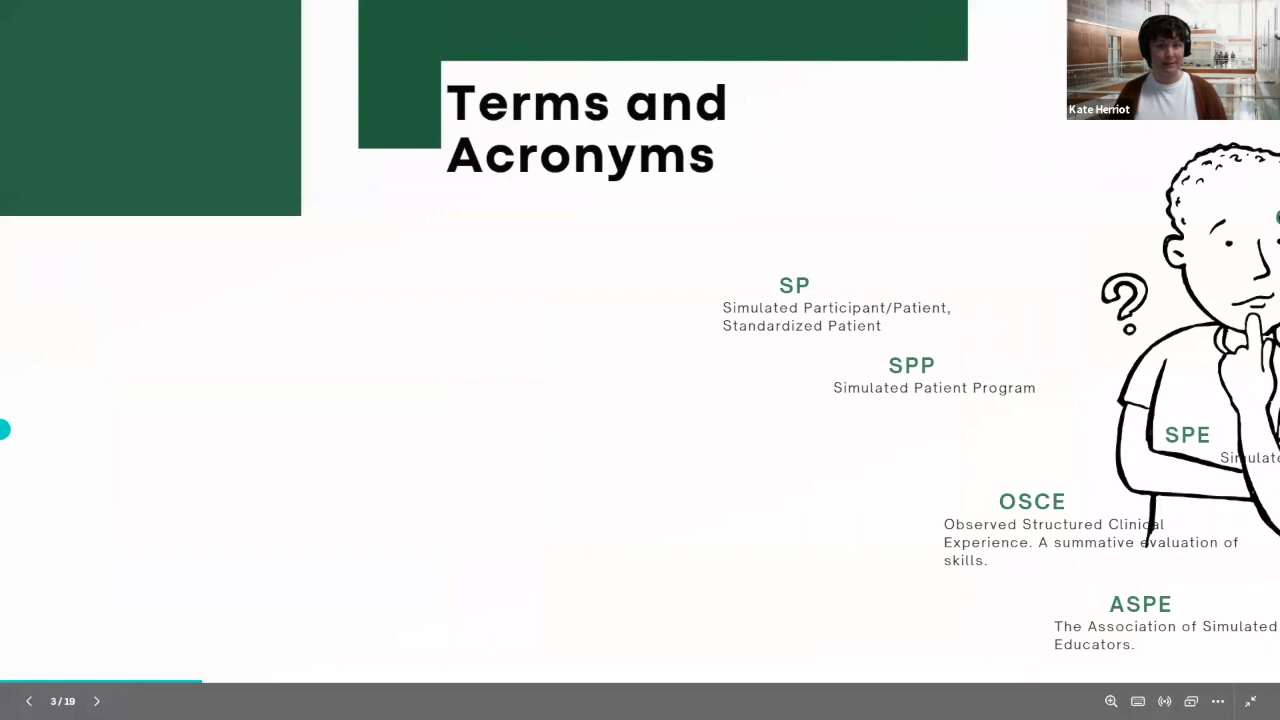 Terms and
Acronyms
Kate Herriot
SP
Simulated Participant/Patient,
Standardized Patient
SPP
Simulated Patient Program
SPE
OSCE
Observed Structured Clinical
Experience. A summative evaluation of
skills.
ASPE
The Association of Simulated
Educators.
3 / 19